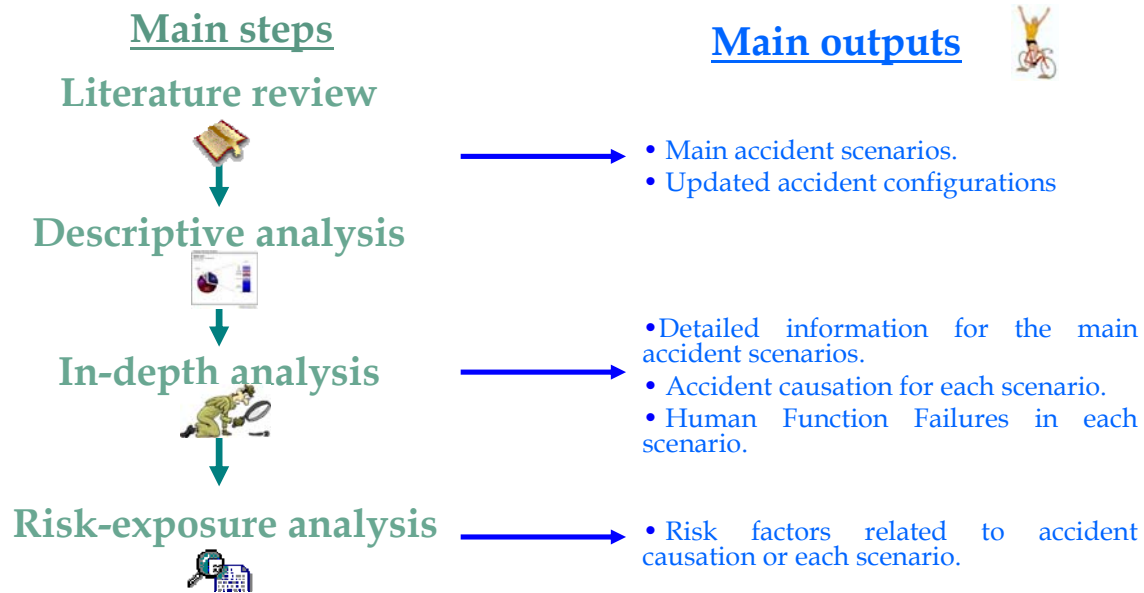 Main steps
Main outputs
Literature review
• Main accident scenarios.
• Updated accident configurations
Descriptive analysis
•Detailed information for the main
accident scenarios.
In-depth analysis
• Accident causation for each scenario.
• Human Function Failures in each
scenario.
Risk-exposure analysis
• Risk factors related to accident
causation or each scenario.